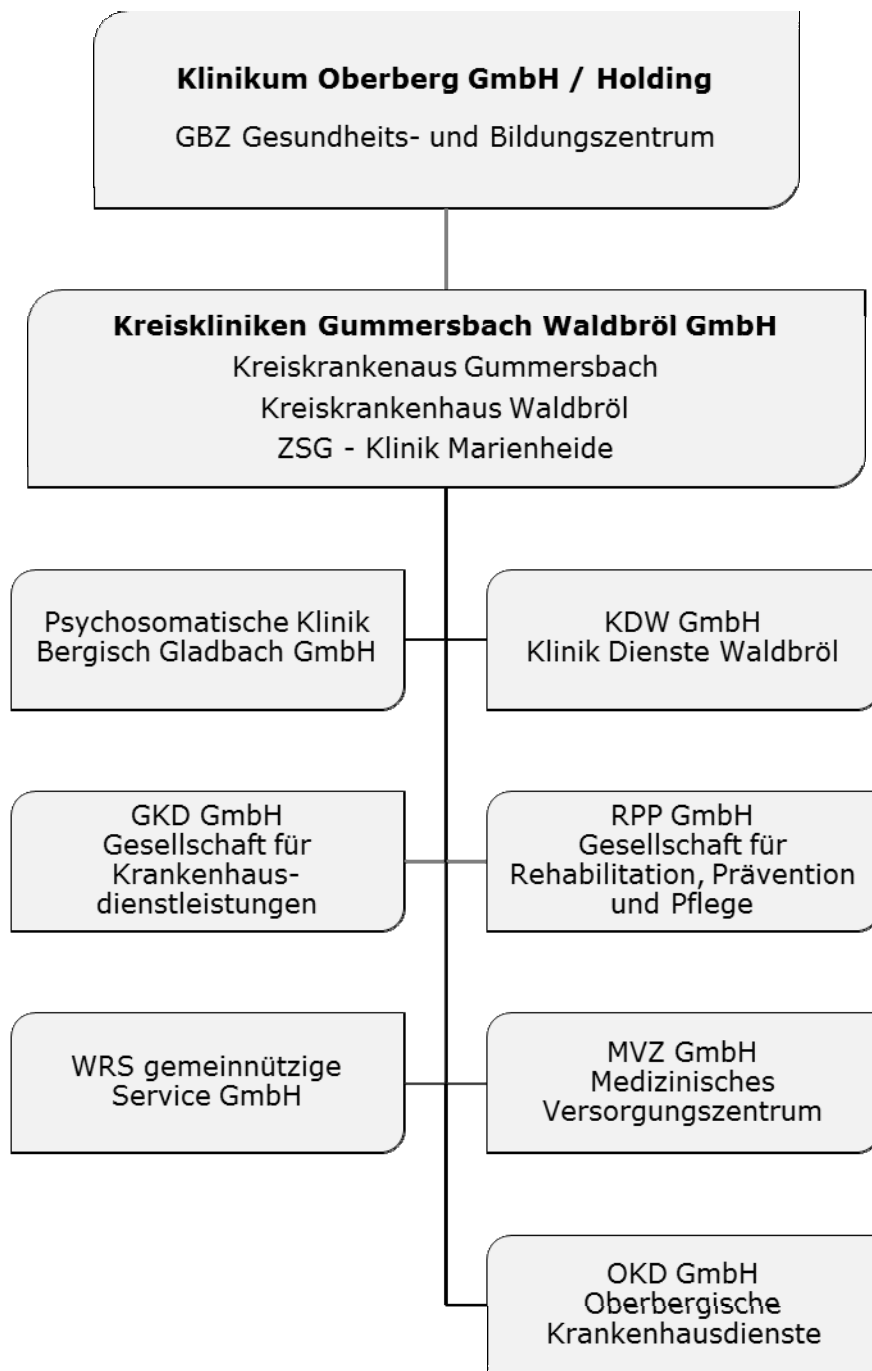 Klinikum Oberberg GmbH / Holding
GBZ Gesundheits- und Bildungszentrum
Kreiskliniken Gummersbach Waldbröl GmbH
Kreiskrankenaus Gummersbach
Kreiskrankenhaus Waldbröl
ZSG - Klinik Marienheide
Psychosomatische Klinik
Bergisch Gladbach GmbH
KDW GmbH
Klinik Dienste Waldbröl
GKD GmbH
Gesellschaft für
Krankenhaus-
dienstleistungen
RPP GmbH
Gesellschaft für
Rehabilitation, Prävention
und Pflege
WRS gemeinnützige
Service GmbH
MVZ GmbH
Medizinisches
Versorgungszentrum
OKD GmbH
Oberbergische
Krankenhausdienste